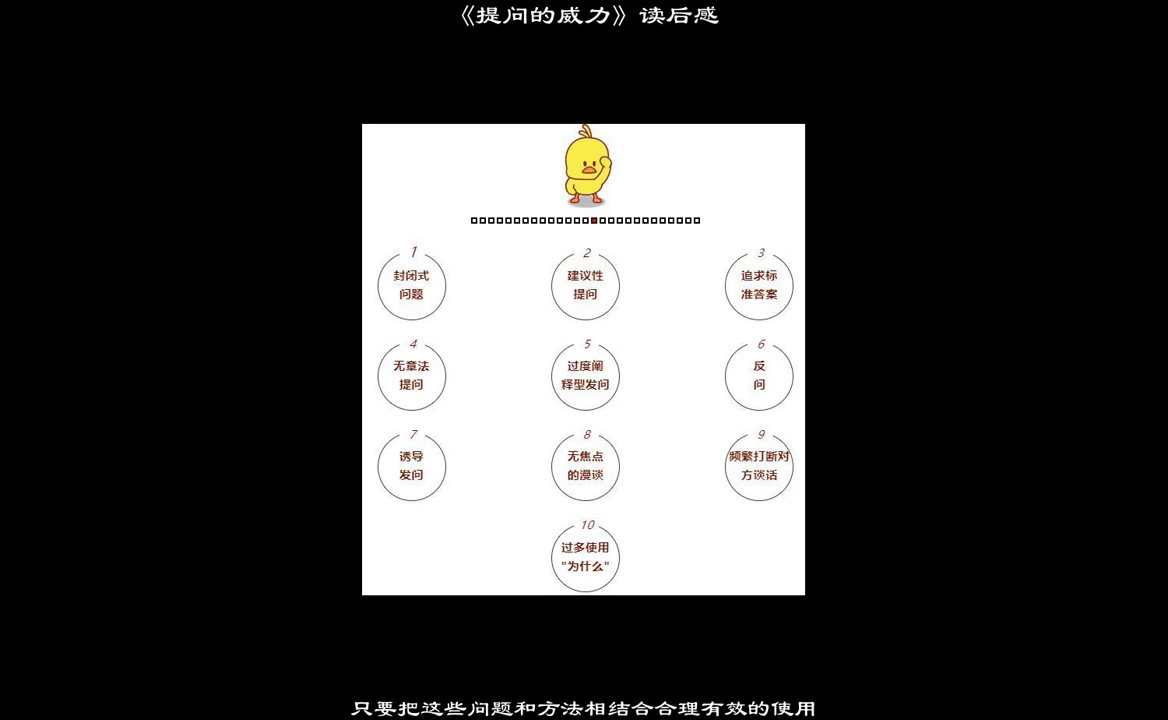 《提问的威力》读后感
1
封闭式
问题
2
建议性
提问
3
追求标
准答案
4
无章法
提问
5
过度阐
释型发问
6
反
问
7
诱导
发问
8
无焦点
的漫谈
9
频繁打断对
方谈话
10
过多使用
"为什么"
只要把这些问题和方法相结合合理有效的使用